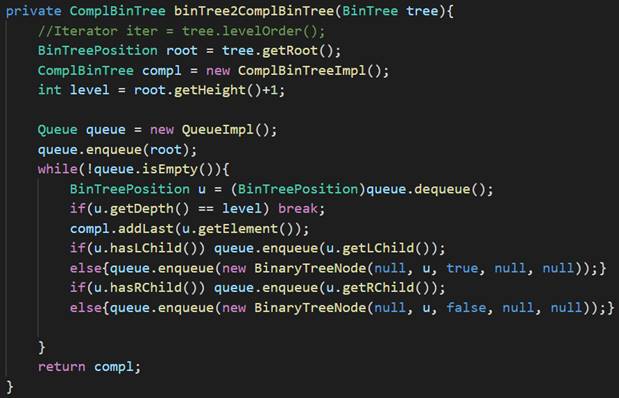 private ComplBinTree binTree2ComplBinTree(BinTree tree){
//Iterator iter = tree.levelOrder();
BinTreePosition root = tree.getRoot();
ComplBinTree compl = new ComplBinTreeImpl();
int level = root.getHeight()+1;
Queue queue = new QueueImpl();
queue.enqueue(root);
while(!queue.isEmpty()){
BinTreePosition u = (BinTreePosition)queue.dequeue();
if(u.getDepth() == level) break;
compl.addLast(u.getElement());
if(u.hasLChild()) queue.enqueue(u.getLChild());
else{queue.enqueue(new BinaryTreeNode(null, u, true, null, null));}
if(u.hasRChild()) queue.enqueue(u.getRChild());
else{queue.enqueue(new BinaryTreeNode(null, u, false, null, null));}
}
return compl;
}